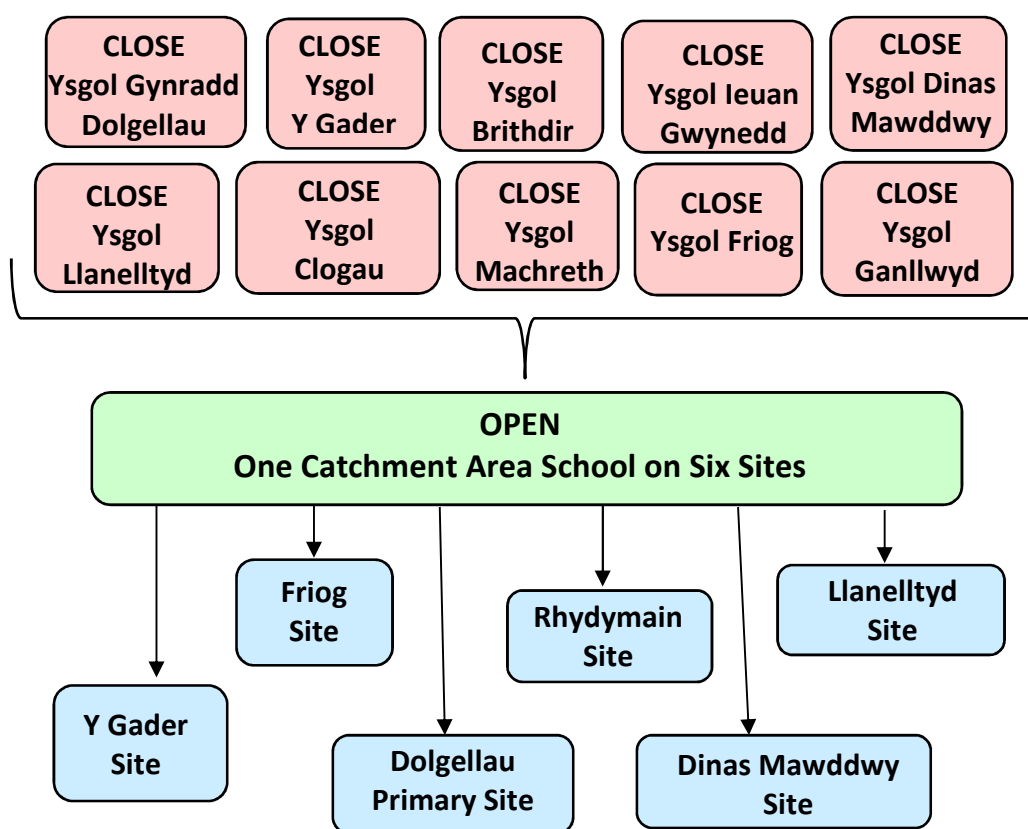 CLOSE
Ysgol Gynradd
Dolgellau
CLOSE
Ysgol
Y Gader
CLOSE
Ysgol
Brithdir
CLOSE
Ysgol Ieuan
Gwynedd
CLOSE
Ysgol Dinas
Mawddwy
CLOSE
Ysgol
Llanelltyd
CLOSE
Ysgol
Clogau
CLOSE
Ysgol
Machreth
CLOSE
Ysgol Friog
CLOSE
Ysgol
Ganllwyd
OPEN
One Catchment Area School on Six Sites
Friog
Site
Rhydymain
Site
Llanelltyd
Site
Y Gader
Site
Dolgellau
Primary Site
Dinas Mawddwy
Site